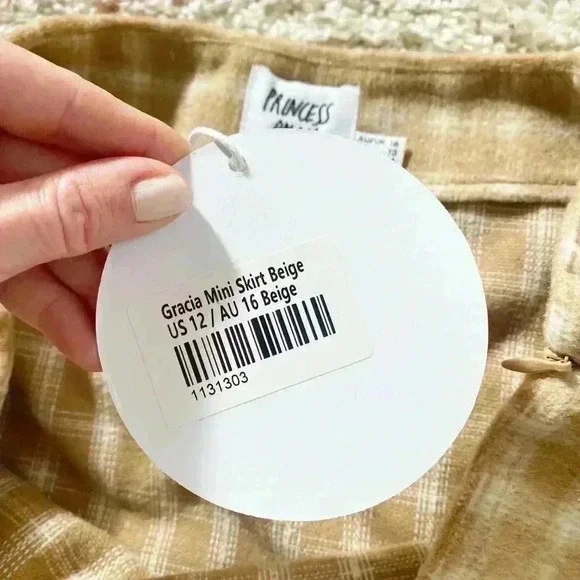 PRINCESS
Gracia Mini Skirt Beige
US 12 / AU 16 Beige
1131303